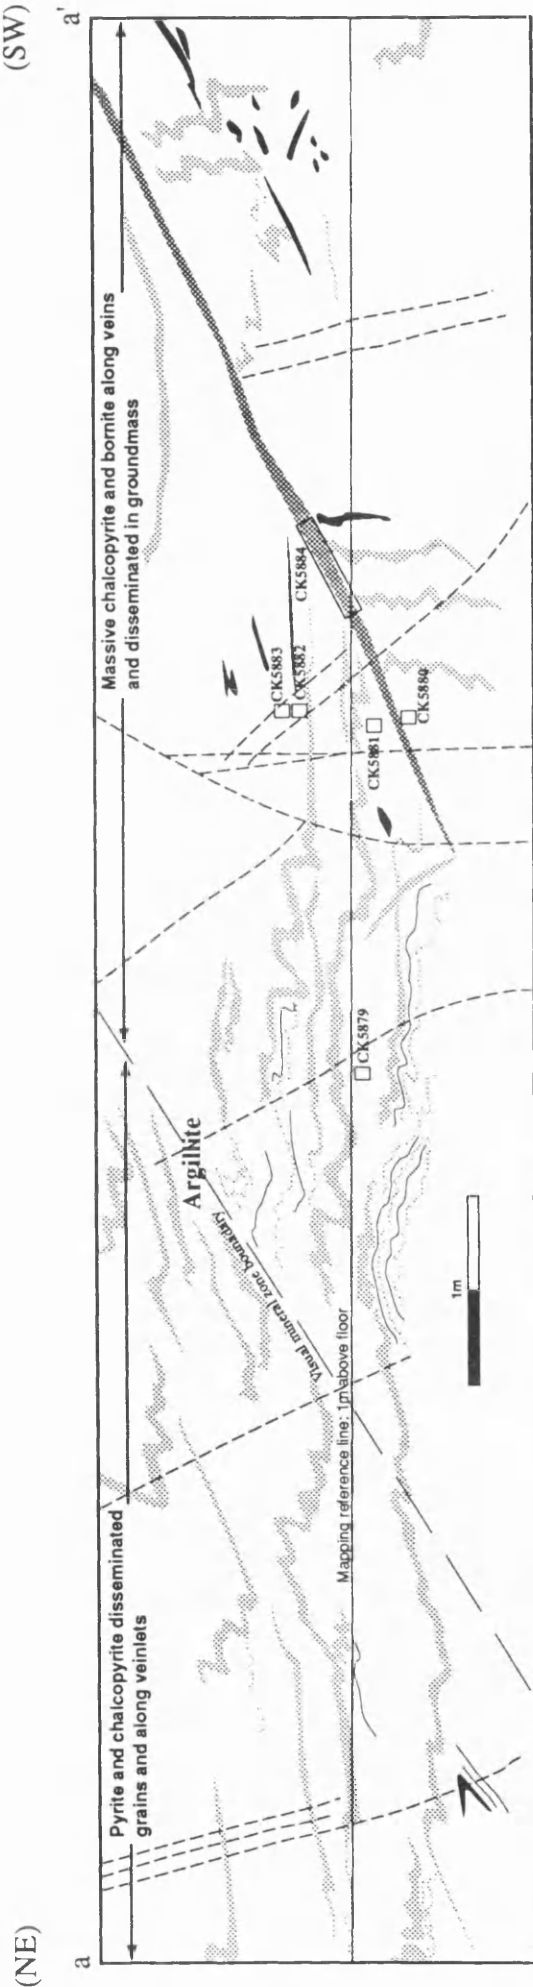 (NE)
(SW)
a
a'
Pyrite and chalcopyrite disseminated
grains and along veinlets
Massive chalcopyrite and bornite along veins
and disseminated in groundmass
Argillite
Visual mineral zone boundary
Mapping reference line; 1m above floor
CK5879
CK5883
CK5882
CK5884
CK5881
CK5880
1m